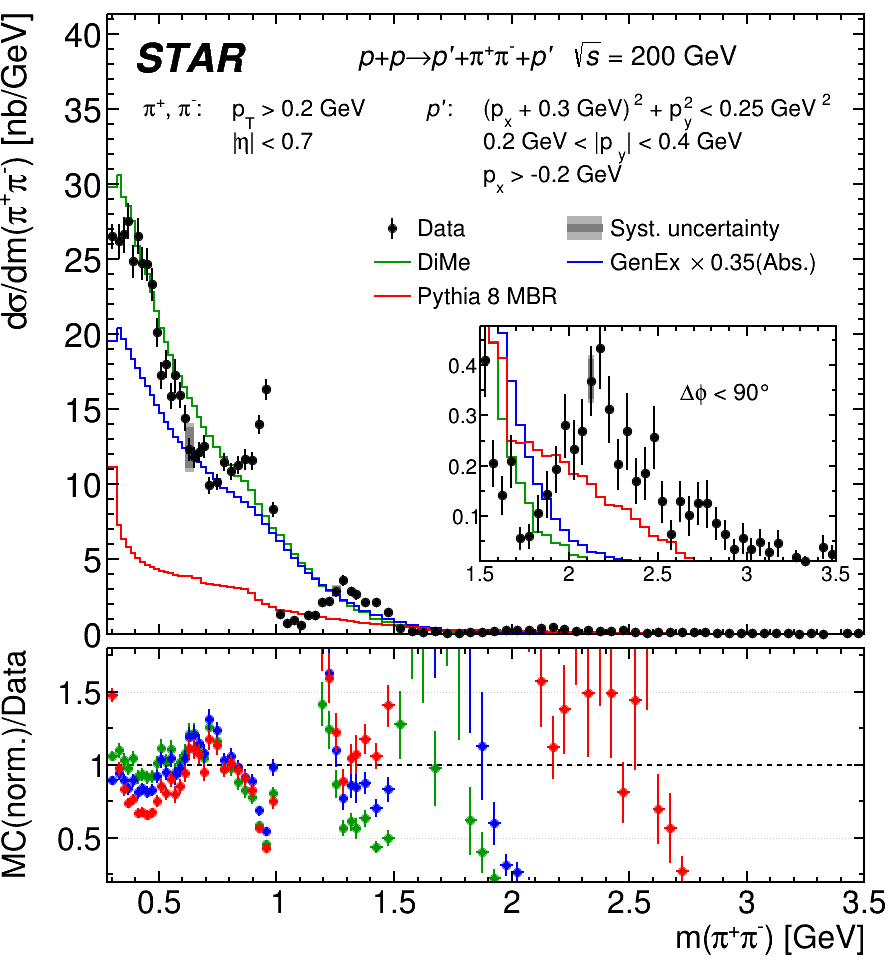 STAR p+p→p′+π⁺π⁻+p′ √s = 200 GeV
π⁺, π⁻: p_T > 0.2 GeV p′: (p_x + 0.3 GeV)² + p_y² < 0.25 GeV²
|η| < 0.7 0.2 GeV < |p_y| < 0.4 GeV
p_x > -0.2 GeV
Data Syst. uncertainty
DiMe GenEx × 0.35(Abs.)
Pythia 8 MBR
dσ/dm(π⁺π⁻) [nb/GeV]
40
35
30
25
20
15
10
5
0
Δϕ < 90°
0.4
0.3
0.2
0.1
1.5 2 2.5 3 3.5
MC(norm.)/Data
1.5
1
0.5
0.5 1 1.5 2 2.5 3 3.5
m(π⁺π⁻) [GeV]